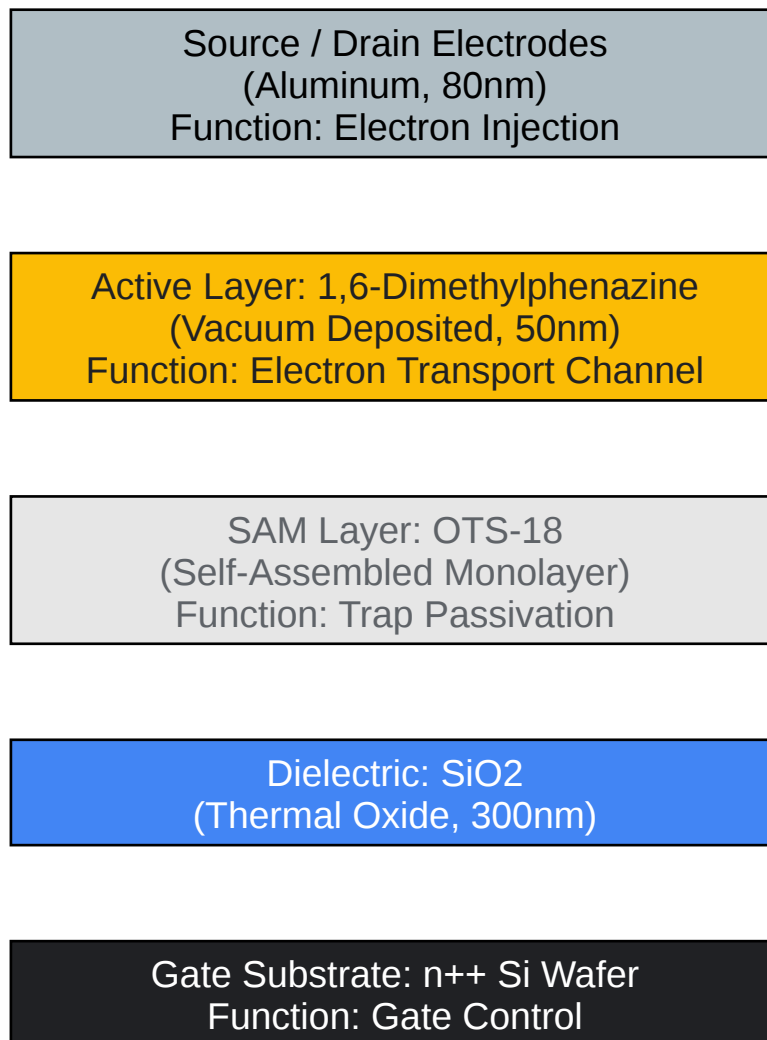 Source / Drain Electrodes
(Aluminum, 80nm)
Function: Electron Injection
Active Layer: 1,6-Dimethylphenazine
(Vacuum Deposited, 50nm)
Function: Electron Transport Channel
SAM Layer: OTS-18
(Self-Assembled Monolayer)
Function: Trap Passivation
Dielectric: SiO2
(Thermal Oxide, 300nm)
Gate Substrate: n++ Si Wafer
Function: Gate Control